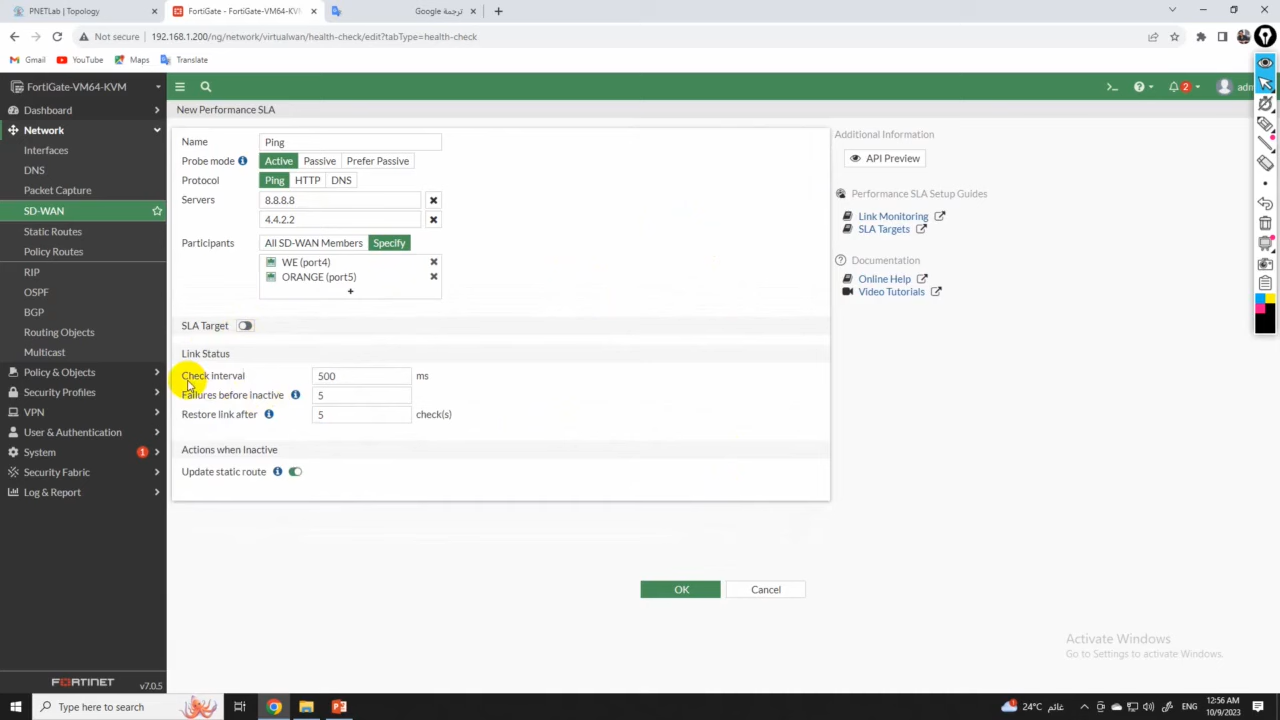 PNETLab | Topology
FortiGate - FortiGate-VM64-KVM
Google ترجمة
Not secure | 192.168.1.200/ng/network/virtualwan/health-check/edit?tabType=health-check
Gmail YouTube Maps Translate
FortiGate-VM64-KVM
2
adm
Dashboard
Network
Interfaces
DNS
Packet Capture
SD-WAN
Static Routes
Policy Routes
RIP
OSPF
BGP
Routing Objects
Multicast
Policy & Objects
Security Profiles
VPN
User & Authentication
System 1
Security Fabric
Log & Report
FORTINET v7.0.5
New Performance SLA
Name Ping
Probe mode Active Passive Prefer Passive
Protocol Ping HTTP DNS
Servers 8.8.8.8
4.4.2.2
Participants All SD-WAN Members Specify
WE (port4)
ORANGE (port5)
+
SLA Target
Link Status
Check interval 500 ms
Failures before inactive 5
Restore link after 5 check(s)
Actions when Inactive
Update static route
OK Cancel
Additional Information
API Preview
Performance SLA Setup Guides
Link Monitoring
SLA Targets
Documentation
Online Help
Video Tutorials
Activate Windows
Go to Settings to activate Windows.
Type here to search
24°C غائم
ENG
12:56 AM
10/9/2023